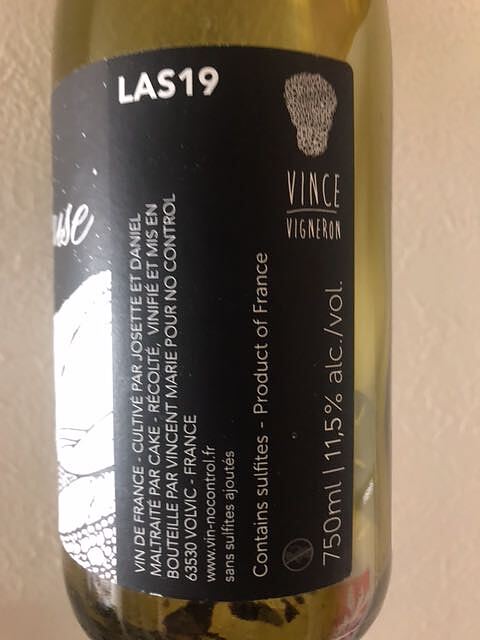 LAS19
VINCE
VIGNERON
VIN DE FRANCE - CULTIVÉ PAR JOSETTE ET DANIEL
MALTRAITÉ PAR CAKE - RÉCOLTÉ, VINIFIÉ ET MIS EN
BOUTEILLE PAR VINCENT MARIE POUR NO CONTROL
63530 VOLVIC - FRANCE
www.vin-nocontrol.fr
sans sulfites ajoutés
Contains sulfites - Product of France
750ml | 11,5% alc./vol.